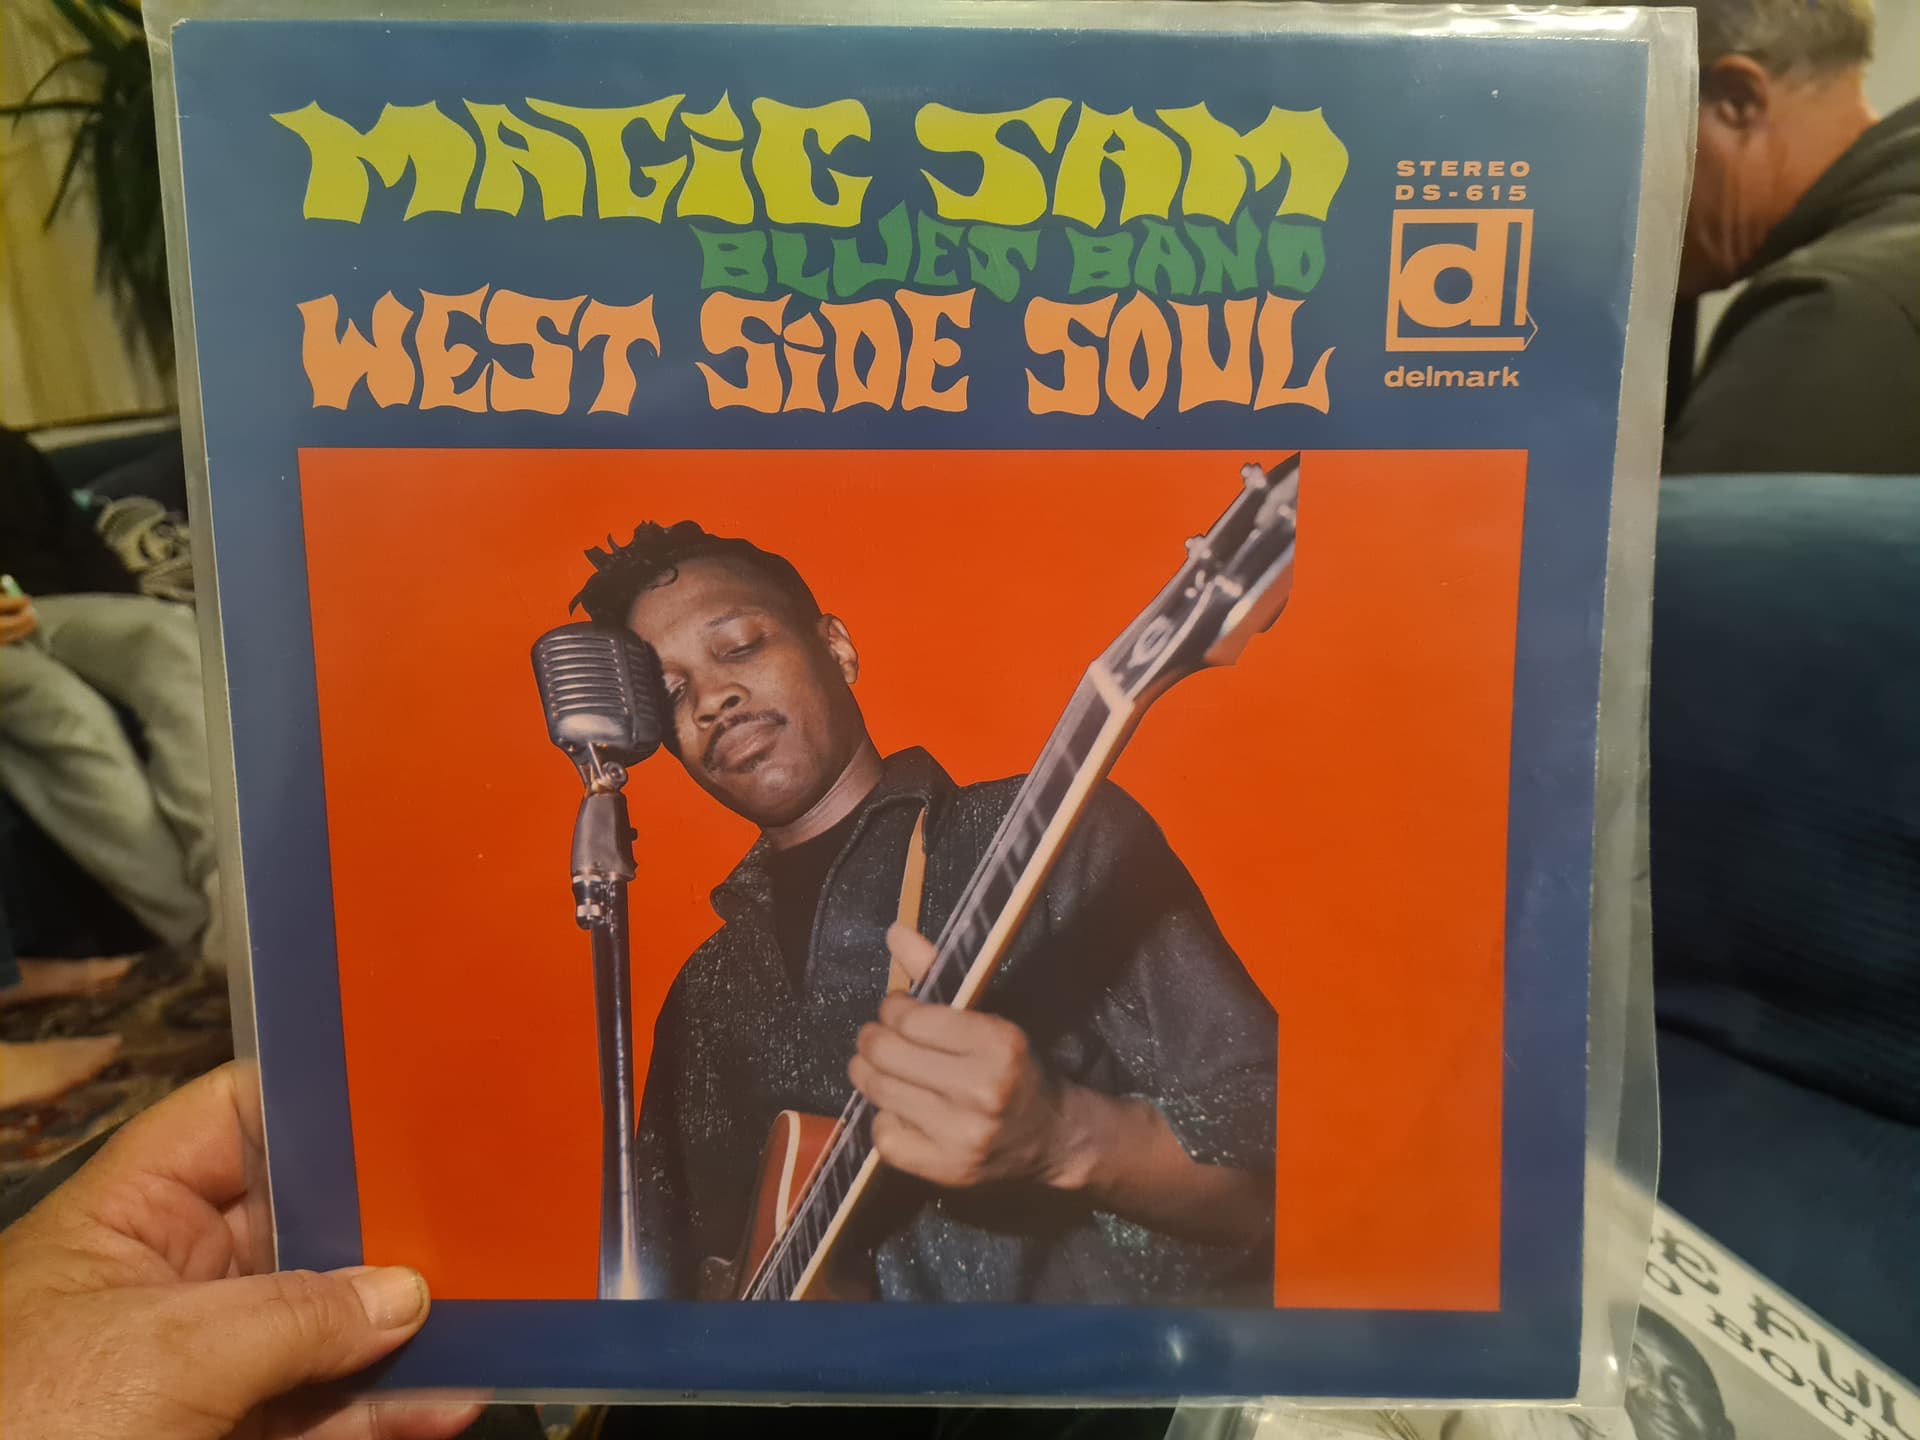 MAGIC SAM
BLUES BAND
WEST SIDE SOUL
STEREO
DS-615
d
delmark